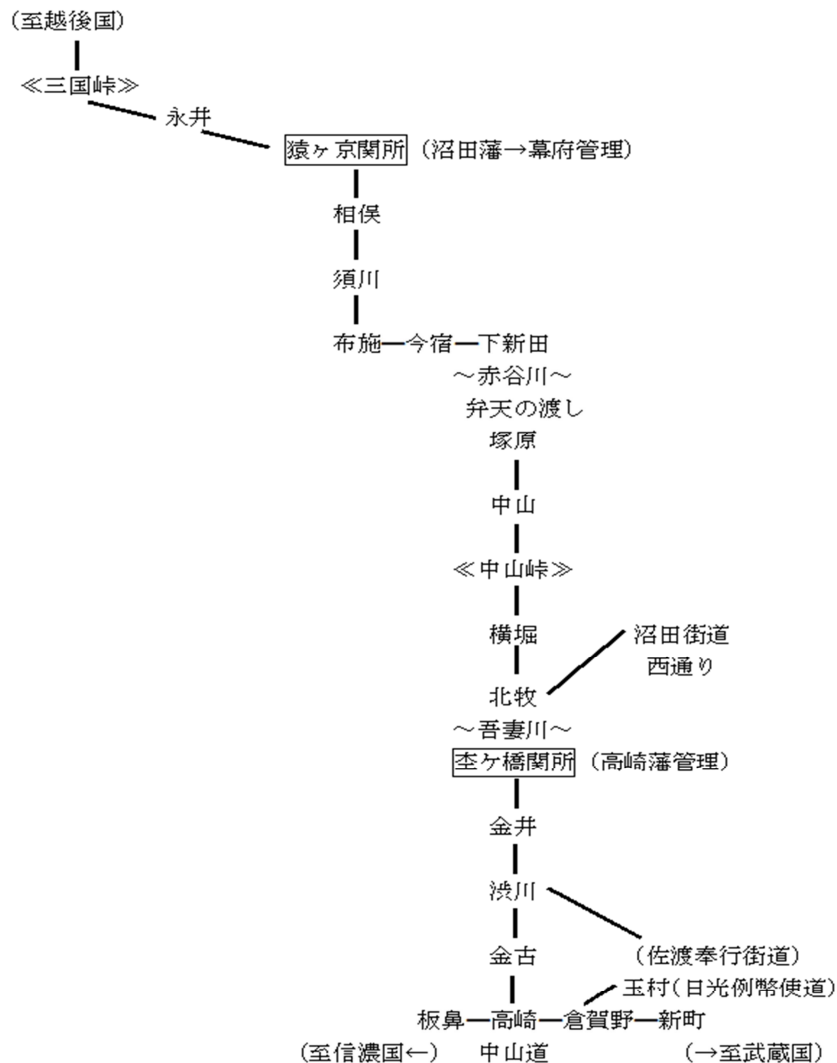 (至越後国)
≪三国峠≫
永井
猿ヶ京関所 (沼田藩→幕府管理)
相俣
須川
布施 今宿 下新田
～赤谷川～
弁天の渡し
塚原
中山
≪中山峠≫
横堀 沼田街道
西通り
北牧
～吾妻川～
杢ケ橋関所 (高崎藩管理)
金井
渋川
金古 (佐渡奉行街道)
玉村(日光例幣使道)
板鼻 高崎 倉賀野 新町
(至信濃国←) 中山道 (→至武蔵国)